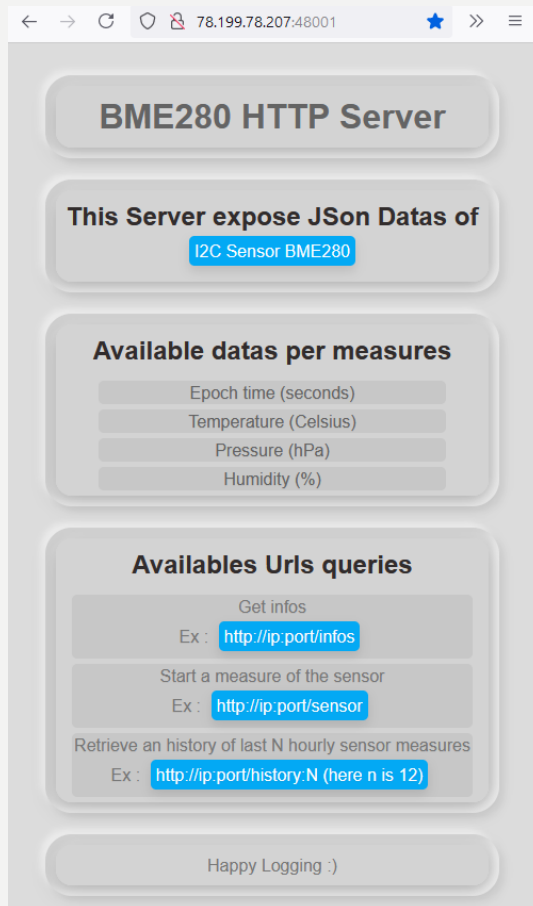 78.199.78.207:48001
BME280 HTTP Server
This Server expose JSon Datas of
I2C Sensor BME280
Available datas per measures
Epoch time (seconds)
Temperature (Celsius)
Pressure (hPa)
Humidity (%)
Availables Urls queries
Get infos
Ex : http://ip:port/infos
Start a measure of the sensor
Ex : http://ip:port/sensor
Retrieve an history of last N hourly sensor measures
Ex : http://ip:port/history:N (here n is 12)
Happy Logging :)